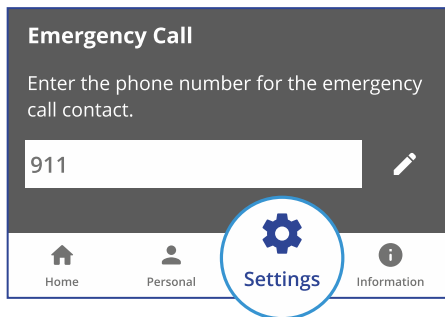 Emergency Call
Enter the phone number for the emergency
call contact.
911
Home
Personal
Settings
Information